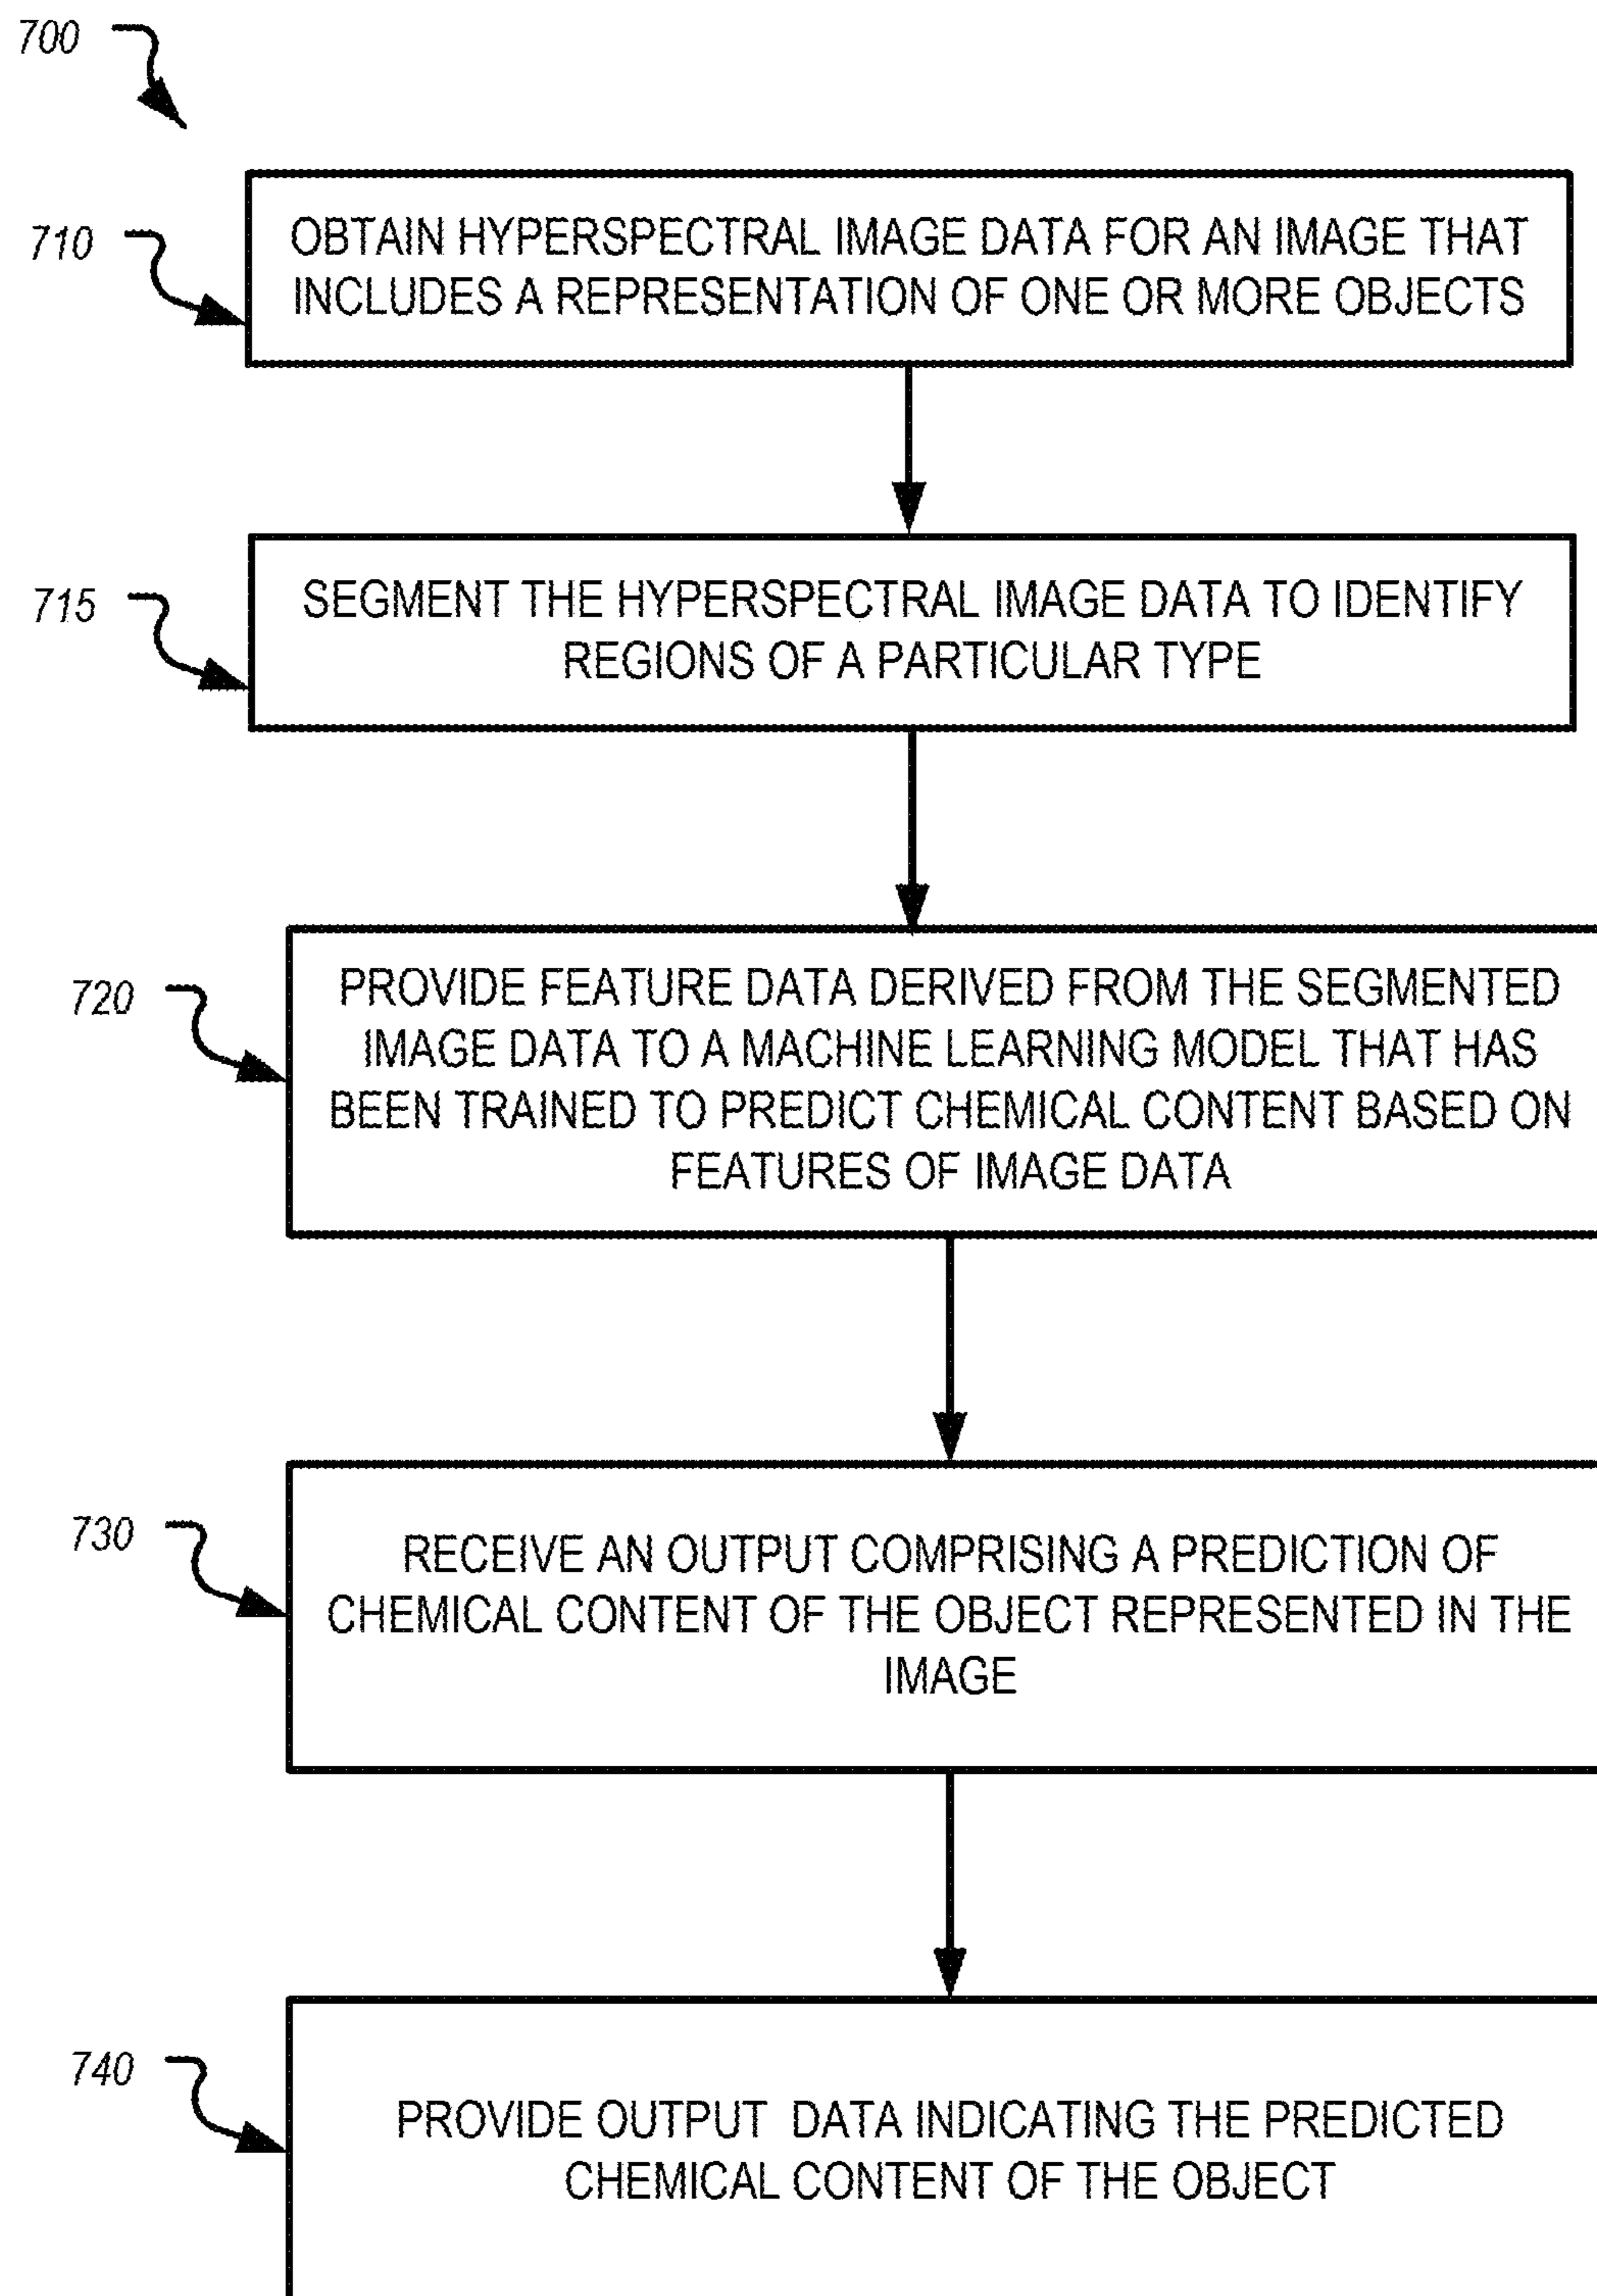 700
710
OBTAIN HYPERSPECTRAL IMAGE DATA FOR AN IMAGE THAT
INCLUDES A REPRESENTATION OF ONE OR MORE OBJECTS
715
SEGMENT THE HYPERSPECTRAL IMAGE DATA TO IDENTIFY
REGIONS OF A PARTICULAR TYPE
720
PROVIDE FEATURE DATA DERIVED FROM THE SEGMENTED
IMAGE DATA TO A MACHINE LEARNING MODEL THAT HAS
BEEN TRAINED TO PREDICT CHEMICAL CONTENT BASED ON
FEATURES OF IMAGE DATA
730
RECEIVE AN OUTPUT COMPRISING A PREDICTION OF
CHEMICAL CONTENT OF THE OBJECT REPRESENTED IN THE
IMAGE
740
PROVIDE OUTPUT DATA INDICATING THE PREDICTED
CHEMICAL CONTENT OF THE OBJECT